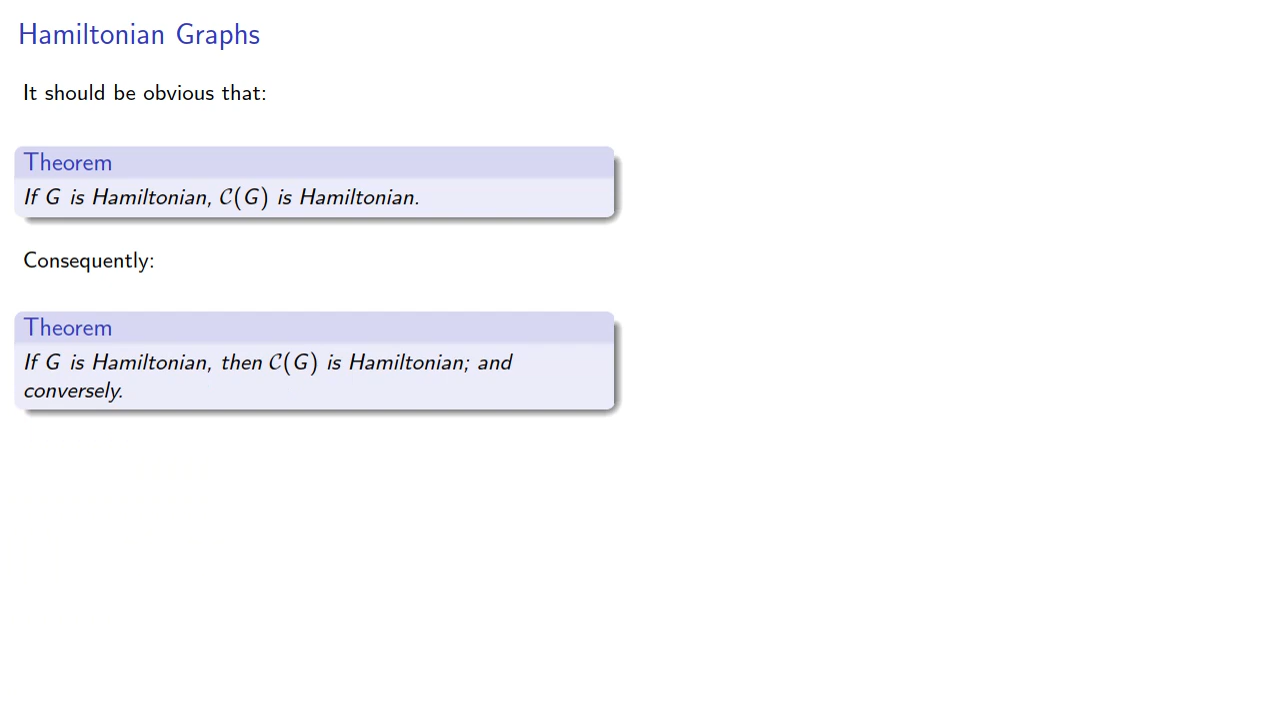 Hamiltonian Graphs
It should be obvious that:
Theorem
If G is Hamiltonian, 𝒞(G) is Hamiltonian.
Consequently:
Theorem
If G is Hamiltonian, then 𝒞(G) is Hamiltonian; and
conversely.